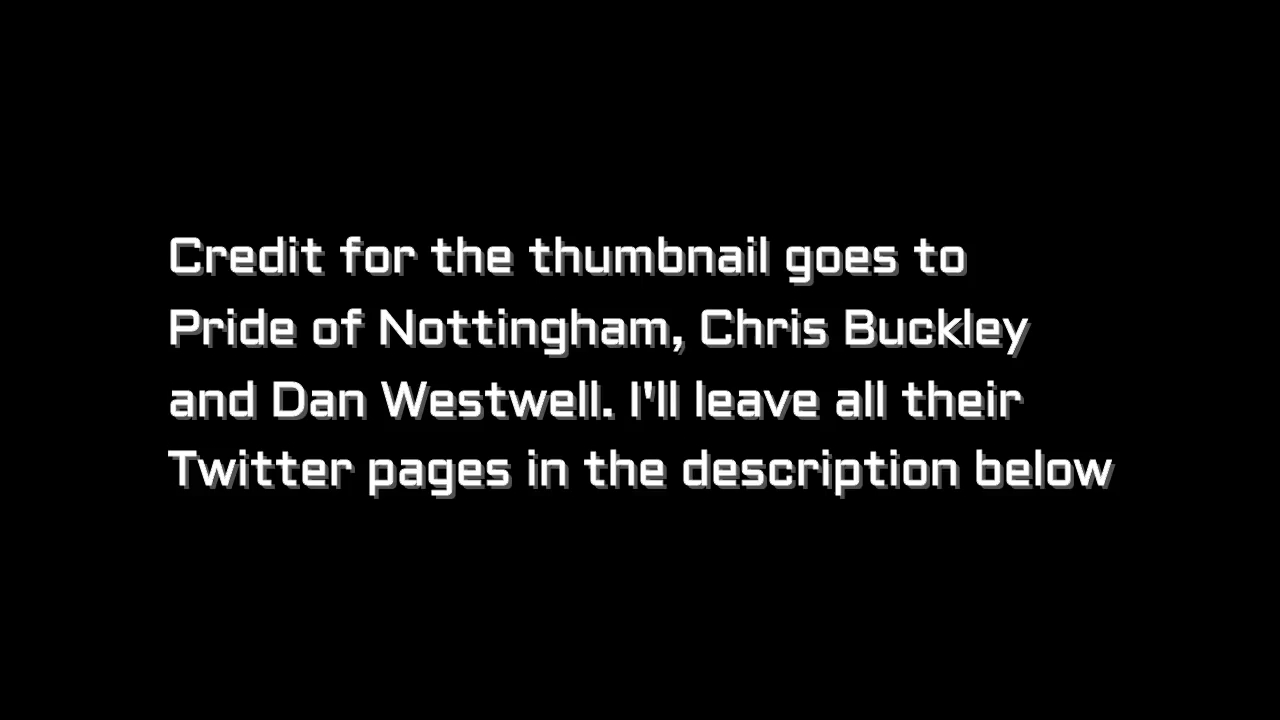 Credit for the thumbnail goes to
Pride of Nottingham, Chris Buckley
and Dan Westwell. I'll leave all their
Twitter pages in the description below